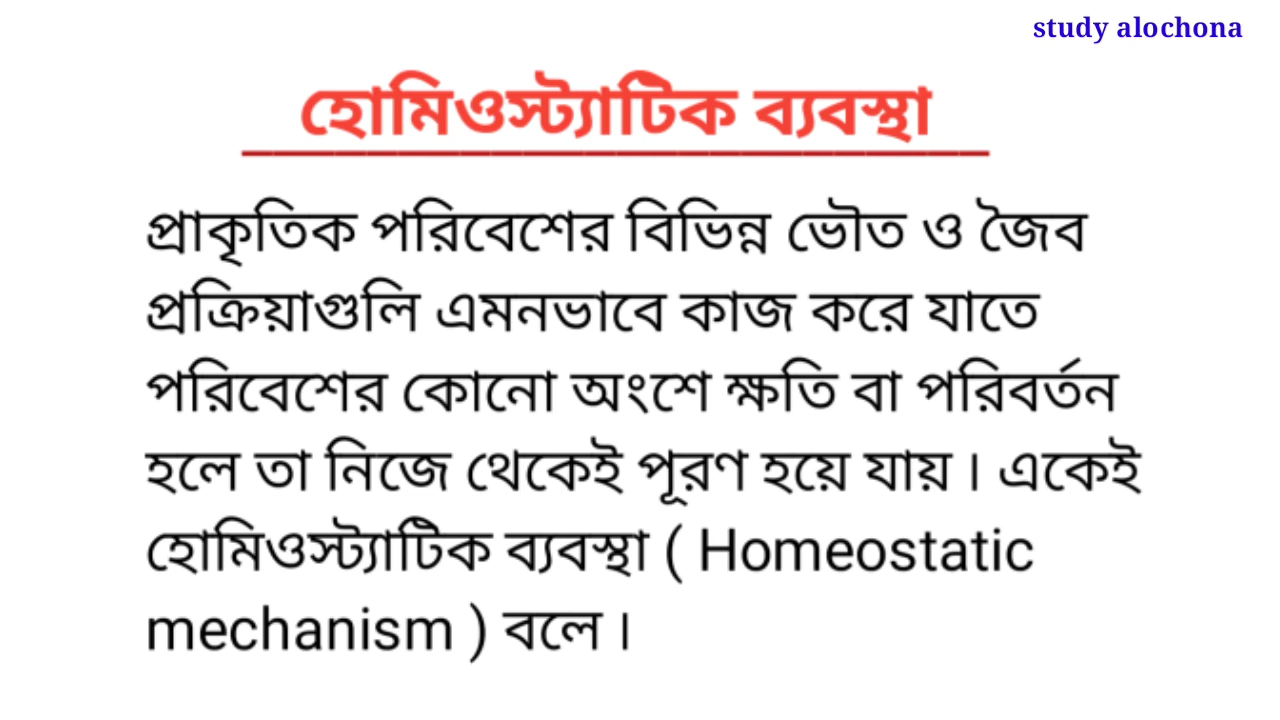 study alochona
হোমিওস্ট্যাটিক ব্যবস্থা
প্রাকৃতিক পরিবেশের বিভিন্ন ভৌত ও জৈব
প্রক্রিয়াগুলি এমনভাবে কাজ করে যাতে
পরিবেশের কোনো অংশে ক্ষতি বা পরিবর্তন
হলে তা নিজে থেকেই পূরণ হয়ে যায় । একেই
হোমিওস্ট্যাটিক ব্যবস্থা ( Homeostatic
mechanism ) বলে ।